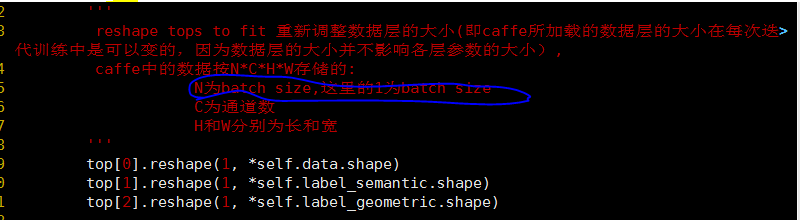 2 '''
3 reshape tops to fit 重新调整数据层的大小(即caffe所加载的数据层的大小在每次迭>
代训练中是可以变的，因为数据层的大小并不影响各层参数的大小),
4 caffe中的数据按N*C*H*W存储的:
5 N为batch size,这里的1为batch size
6 C为通道数
7 H和W分别为长和宽
8 '''
9 top[0].reshape(1, *self.data.shape)
0 top[1].reshape(1, *self.label_semantic.shape)
1 top[2].reshape(1, *self.label_geometric.shape)